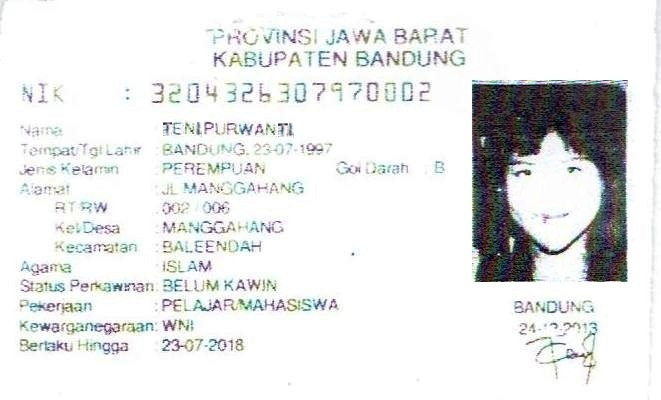 PROVINSI JAWA BARAT
KABUPATEN BANDUNG
NIK : 3204326307970002
Nama : TENI PURWANTI
Tempat/Tgl Lahir : BANDUNG, 23-07-1997
Jenis Kelamin : PEREMPUAN Gol Darah : B
Alamat : JL MANGGAHANG
RT/RW : 002 / 006
Kel/Desa : MANGGAHANG
Kecamatan : BALEENDAH
Agama : ISLAM
Status Perkawinan: BELUM KAWIN
Pekerjaan : PELAJAR/MAHASISWA
Kewarganegaraan: WNI
Berlaku Hingga : 23-07-2018
BANDUNG
24-12-2013